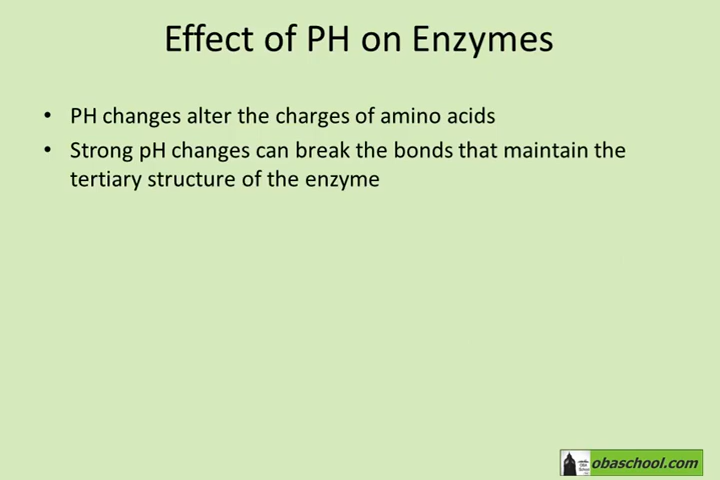 Effect of PH on Enzymes
• PH changes alter the charges of amino acids
• Strong pH changes can break the bonds that maintain the
tertiary structure of the enzyme
obaschool.com